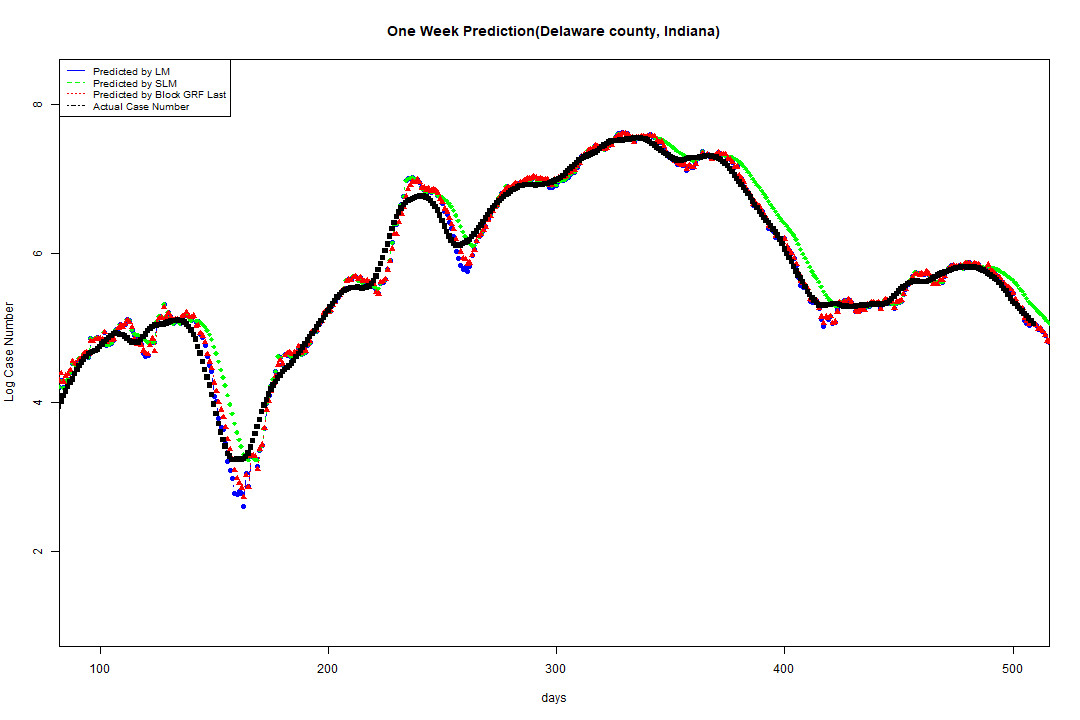 One Week Prediction(Delaware county, Indiana)
Predicted by LM
Predicted by SLM
Predicted by Block GRF Last
Actual Case Number
8
6
4
2
Log Case Number
100 200 300 400 500
days